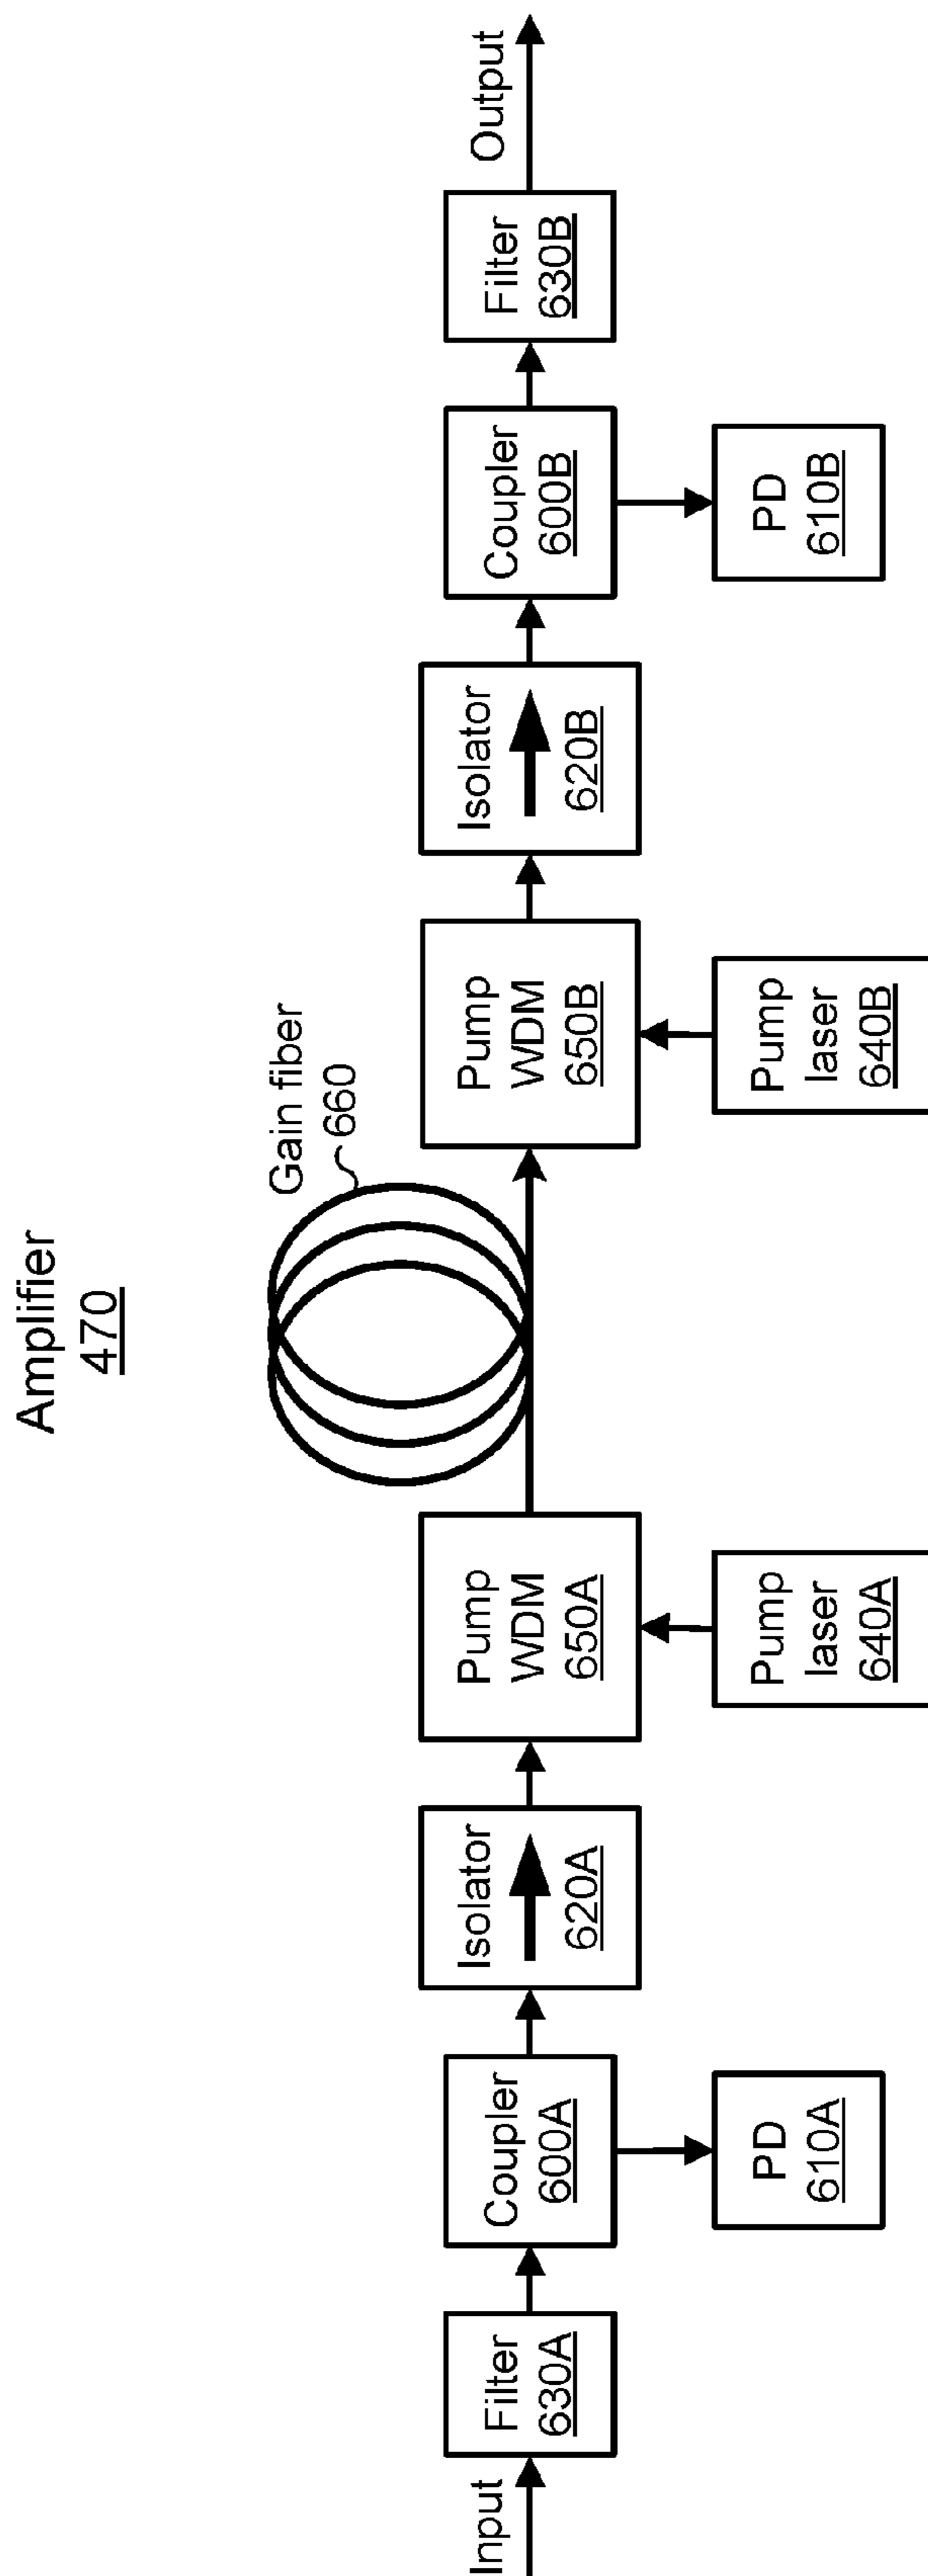 Amplifier
470
Gain fiber
660
Input
Filter
630A
Coupler
600A
Isolator
620A
Pump
WDM
650A
Pump
WDM
650B
Isolator
620B
Coupler
600B
Filter
630B
Output
PD
610A
Pump
laser
640A
Pump
laser
640B
PD
610B